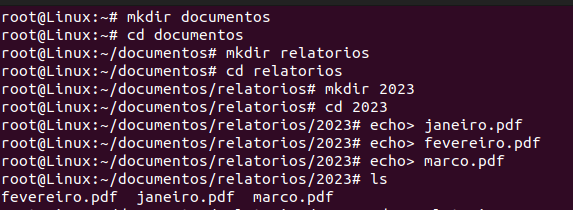 root@Linux:~# mkdir documentos
root@Linux:~# cd documentos
root@Linux:~/documentos# mkdir relatorios
root@Linux:~/documentos# cd relatorios
root@Linux:~/documentos/relatorios# mkdir 2023
root@Linux:~/documentos/relatorios# cd 2023
root@Linux:~/documentos/relatorios/2023# echo> janeiro.pdf
root@Linux:~/documentos/relatorios/2023# echo> fevereiro.pdf
root@Linux:~/documentos/relatorios/2023# echo> marco.pdf
root@Linux:~/documentos/relatorios/2023# ls
fevereiro.pdf  janeiro.pdf  marco.pdf